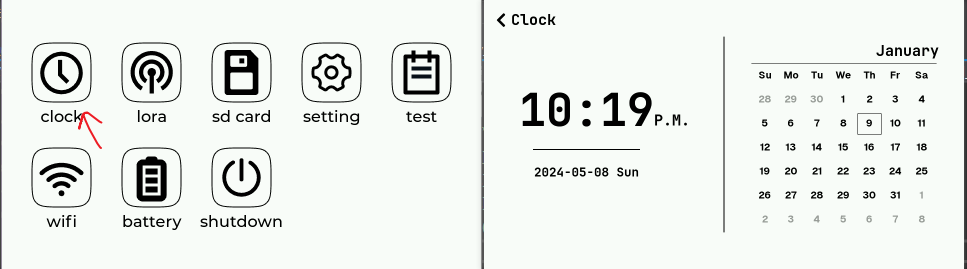 clock
lora
sd card
setting
test
wifi
battery
shutdown
Clock
10:19 P.M.
2024-05-08 Sun
January
Su Mo Tu We Th Fr Sa
28 29 30 1 2 3 4
5 6 7 8 9 10 11
12 13 14 15 16 17 18
19 20 21 22 23 24 25
26 27 28 29 30 31 1
2 3 4 5 6 7 8